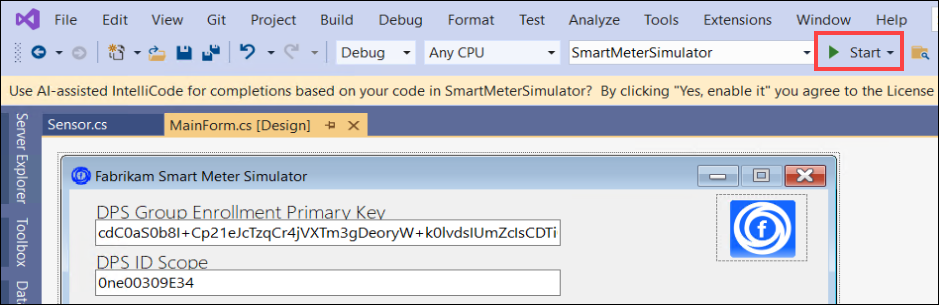 File Edit View Git Project Build Debug Format Test Analyze Tools Extensions Window Help
Debug Any CPU SmartMeterSimulator Start
Use AI-assisted IntelliCode for completions based on your code in SmartMeterSimulator? By clicking "Yes, enable it" you agree to the License
Server Explorer
Toolbox
Dat
Sensor.cs MainForm.cs [Design]
Fabrikam Smart Meter Simulator
DPS Group Enrollment Primary Key
cdC0aS0b8I+Cp21eJcTzqCr4jVXTm3gDeoryW+k0lvdsIUmZcIsCDTi
f
DPS ID Scope
0ne00309E34